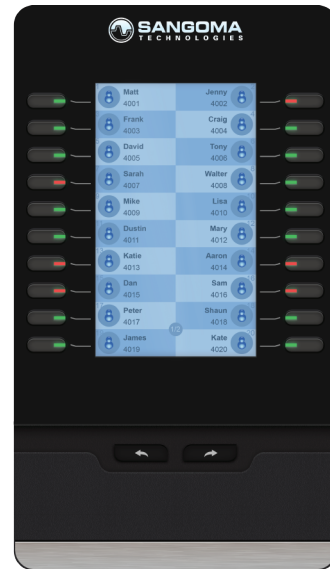 SANGOMA
TECHNOLOGIES
Matt
4001
Jenny
4002
Frank
4003
Craig
4004
David
4005
Tony
4006
Sarah
4007
Walter
4008
Mike
4009
Lisa
4010
Dustin
4011
Mary
4012
Katie
4013
Aaron
4014
Dan
4015
Sam
4016
Peter
4017
Shaun
4018
1/2
James
4019
Kate
4020